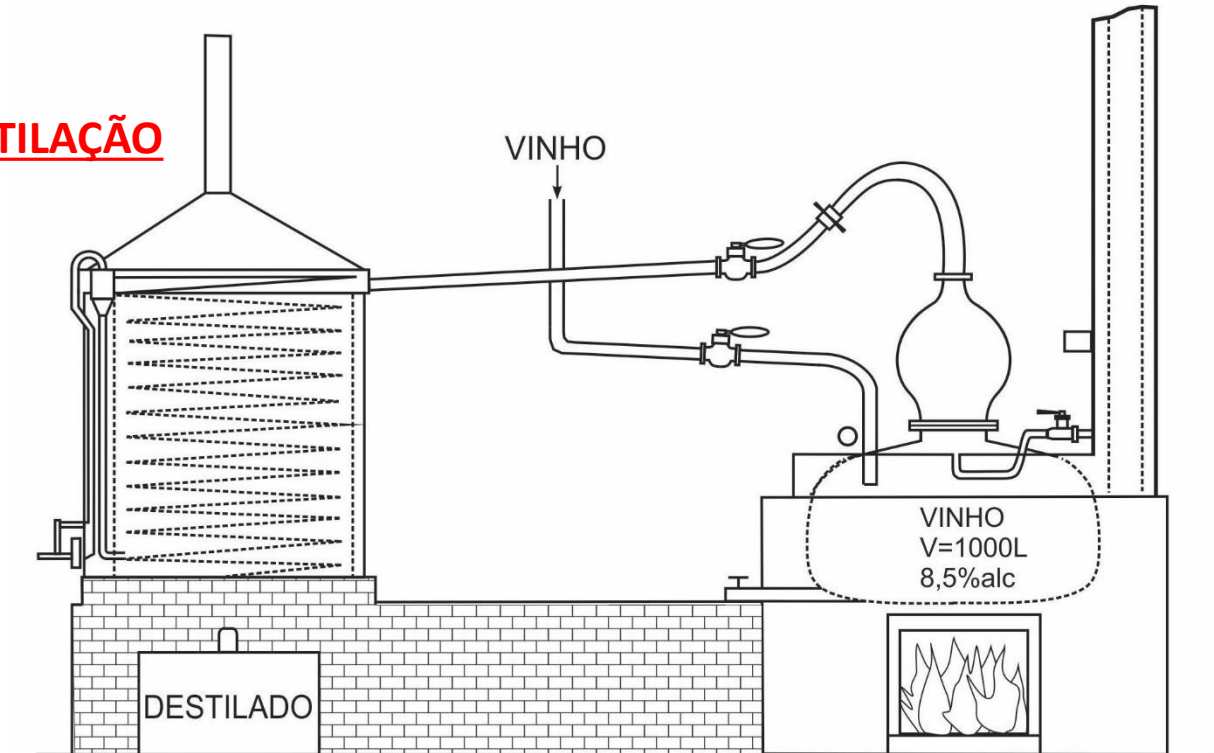 TILAÇÃO
VINHO
VINHO
V=1000L
8,5%alc
DESTILADO